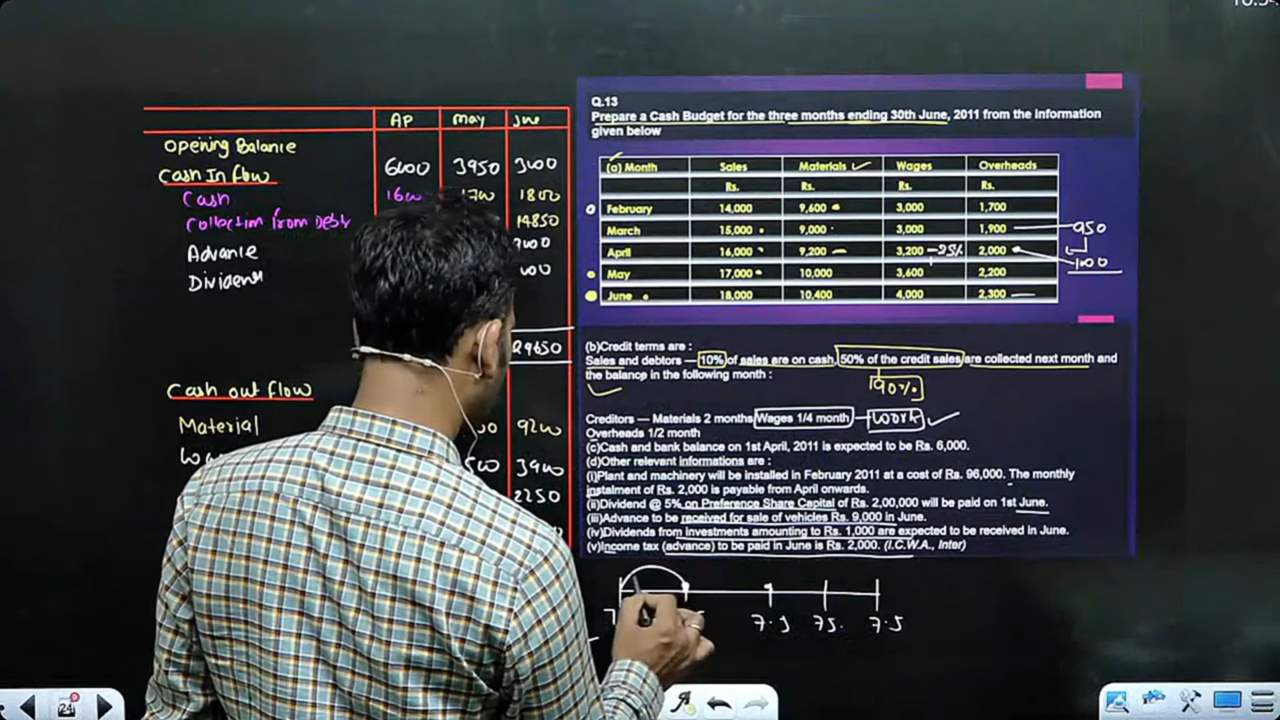 AP May June
Opening Balance 6000 3950 3100
Cash In flow
Cash 1600 1700 1800
Collection from Debt 14850
Advance 9000
Dividend
29650
Cash out flow
Material 9200
3900
2250
Q.13
Prepare a Cash Budget for the three months ending 30th June, 2011 from the information
given below
(a) Month Sales Materials Wages Overheads
Rs. Rs. Rs. Rs.
February 14,000 9,600 3,000 1,700
March 15,000 9,000 3,000 1,900 950
April 16,000 9,200 3,200 25% 2,000 1000
May 17,000 10,000 3,600 2,200
June 18,000 10,400 4,000 2,300
(b)Credit terms are :
Sales and debtors — 10% of sales are on cash, 50% of the credit sales are collected next month and
the balance in the following month :
90%
Creditors — Materials 2 months Wages 1/4 month work
Overheads 1/2 month
(c)Cash and bank balance on 1st April, 2011 is expected to be Rs. 6,000.
(d)Other relevant informations are :
(i)Plant and machinery will be installed in February 2011 at a cost of Rs. 96,000. The monthly
instalment of Rs. 2,000 is payable from April onwards.
(ii)Dividend @ 5% on Preference Share Capital of Rs. 2,00,000 will be paid on 1st June.
(iii)Advance to be received for sale of vehicles Rs. 9,000 in June.
(iv)Dividends from investments amounting to Rs. 1,000 are expected to be received in June.
(v)Income tax (advance) to be paid in June is Rs. 2,000. (I.C.W.A., Inter)
7.5 75. 7.5
24